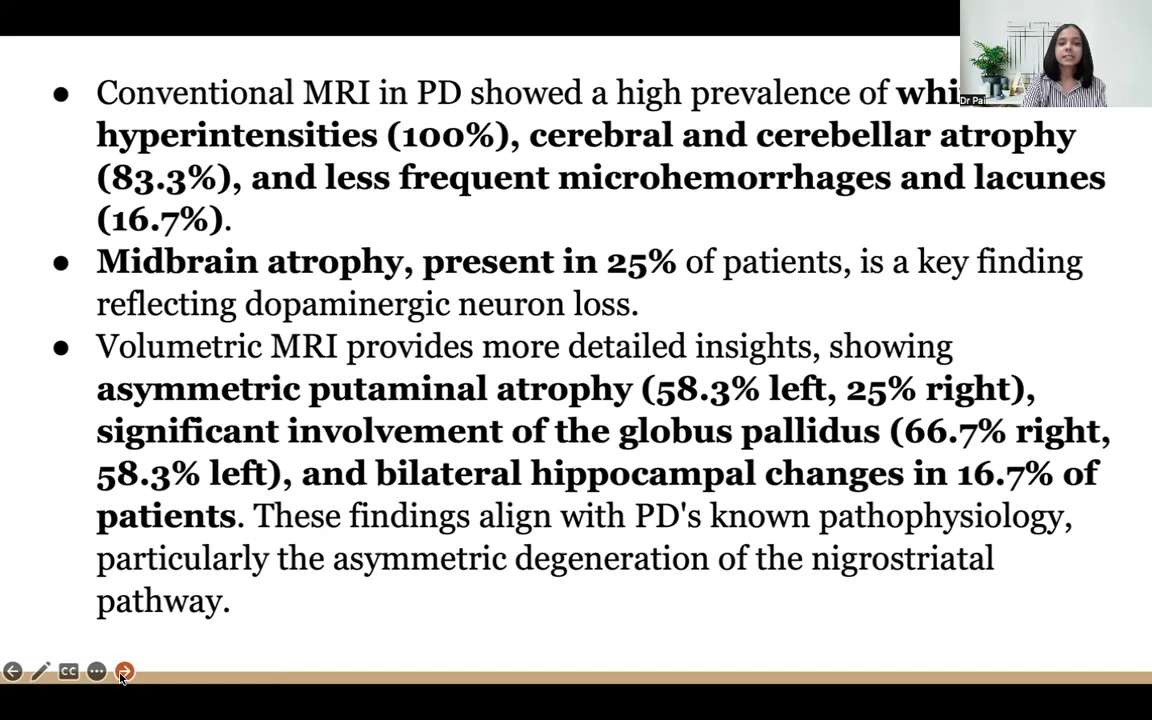 ● Conventional MRI in PD showed a high prevalence of
hyperintensities (100%), cerebral and cerebellar atrophy
(83.3%), and less frequent microhemorrhages and lacunes
(16.7%).
● Midbrain atrophy, present in 25% of patients, is a key finding
reflecting dopaminergic neuron loss.
● Volumetric MRI provides more detailed insights, showing
asymmetric putaminal atrophy (58.3% left, 25% right),
significant involvement of the globus pallidus (66.7% right,
58.3% left), and bilateral hippocampal changes in 16.7% of
patients. These findings align with PD's known pathophysiology,
particularly the asymmetric degeneration of the nigrostriatal
pathway.
Dr Pal
CC